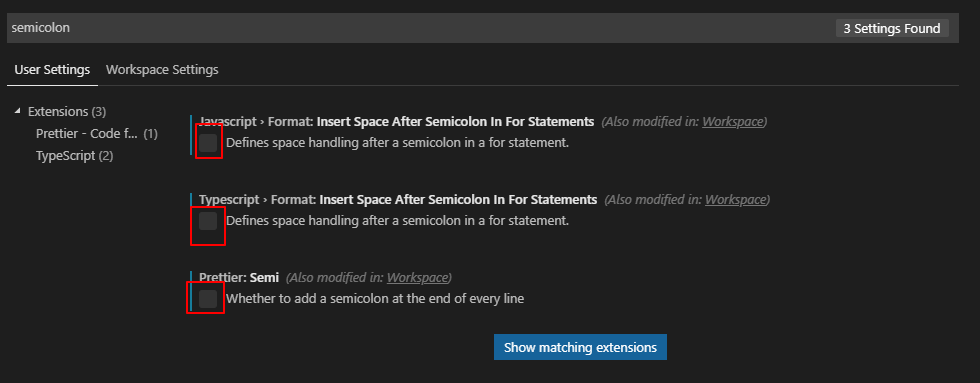 semicolon
3 Settings Found
User Settings Workspace Settings
Extensions (3)
Prettier - Code f... (1)
TypeScript (2)
Javascript › Format: Insert Space After Semicolon In For Statements (Also modified in: Workspace)
Defines space handling after a semicolon in a for statement.
Typescript › Format: Insert Space After Semicolon In For Statements (Also modified in: Workspace)
Defines space handling after a semicolon in a for statement.
Prettier: Semi (Also modified in: Workspace)
Whether to add a semicolon at the end of every line
Show matching extensions